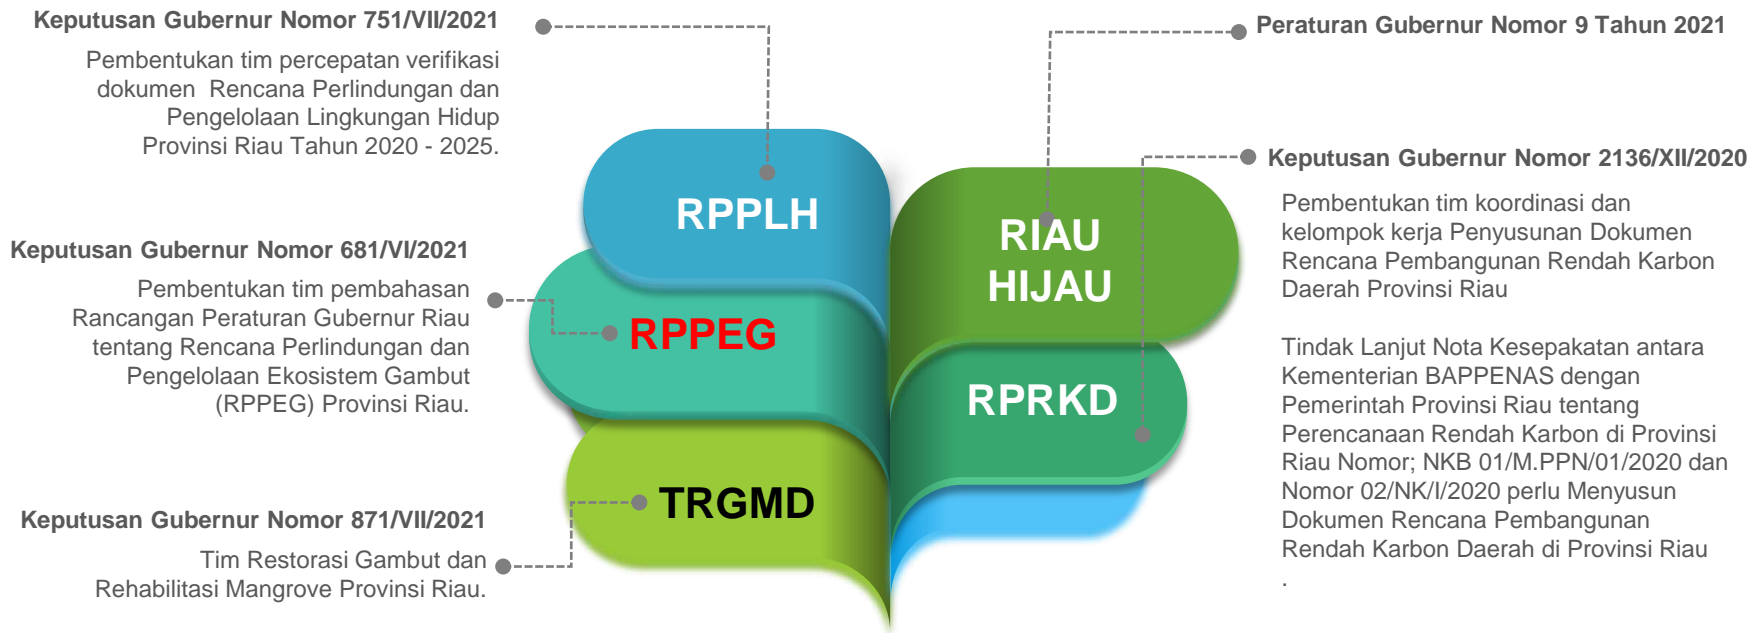 Keputusan Gubernur Nomor 751/VII/2021
Pembentukan tim percepatan verifikasi
dokumen Rencana Perlindungan dan
Pengelolaan Lingkungan Hidup
Provinsi Riau Tahun 2020 - 2025.
Keputusan Gubernur Nomor 681/VI/2021
Pembentukan tim pembahasan
Rancangan Peraturan Gubernur Riau
tentang Rencana Perlindungan dan
Pengelolaan Ekosistem Gambut
(RPPEG) Provinsi Riau.
Keputusan Gubernur Nomor 871/VII/2021
Tim Restorasi Gambut dan
Rehabilitasi Mangrove Provinsi Riau.
RPPLH
RPPEG
TRGMD
RIAU
HIJAU
RPRKD
Peraturan Gubernur Nomor 9 Tahun 2021
Keputusan Gubernur Nomor 2136/XII/2020
Pembentukan tim koordinasi dan
kelompok kerja Penyusunan Dokumen
Rencana Pembangunan Rendah Karbon
Daerah Provinsi Riau
Tindak Lanjut Nota Kesepakatan antara
Kementerian BAPPENAS dengan
Pemerintah Provinsi Riau tentang
Perencanaan Rendah Karbon di Provinsi
Riau Nomor; NKB 01/M.PPN/01/2020 dan
Nomor 02/NK/I/2020 perlu Menyusun
Dokumen Rencana Pembangunan
Rendah Karbon Daerah di Provinsi Riau
.